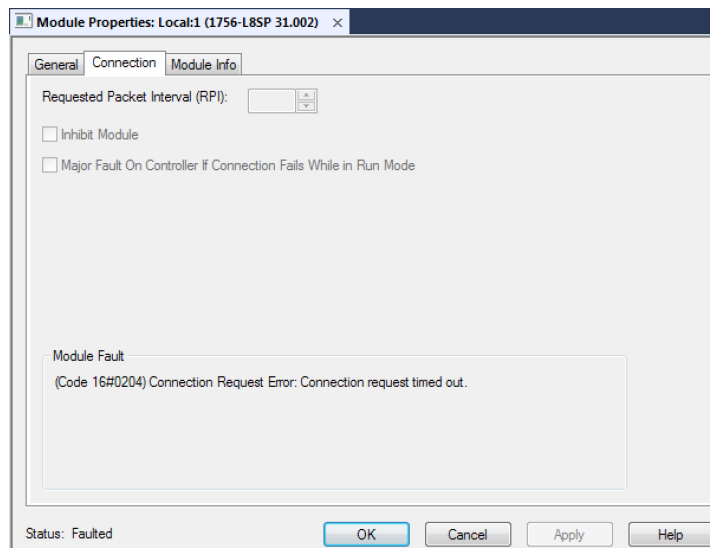 Module Properties: Local:1 (1756-L8SP 31.002) ×
General Connection Module Info
Requested Packet Interval (RPI):
Inhibit Module
Major Fault On Controller If Connection Fails While in Run Mode
Module Fault
(Code 16#0204) Connection Request Error: Connection request timed out.
Status: Faulted OK Cancel Apply Help